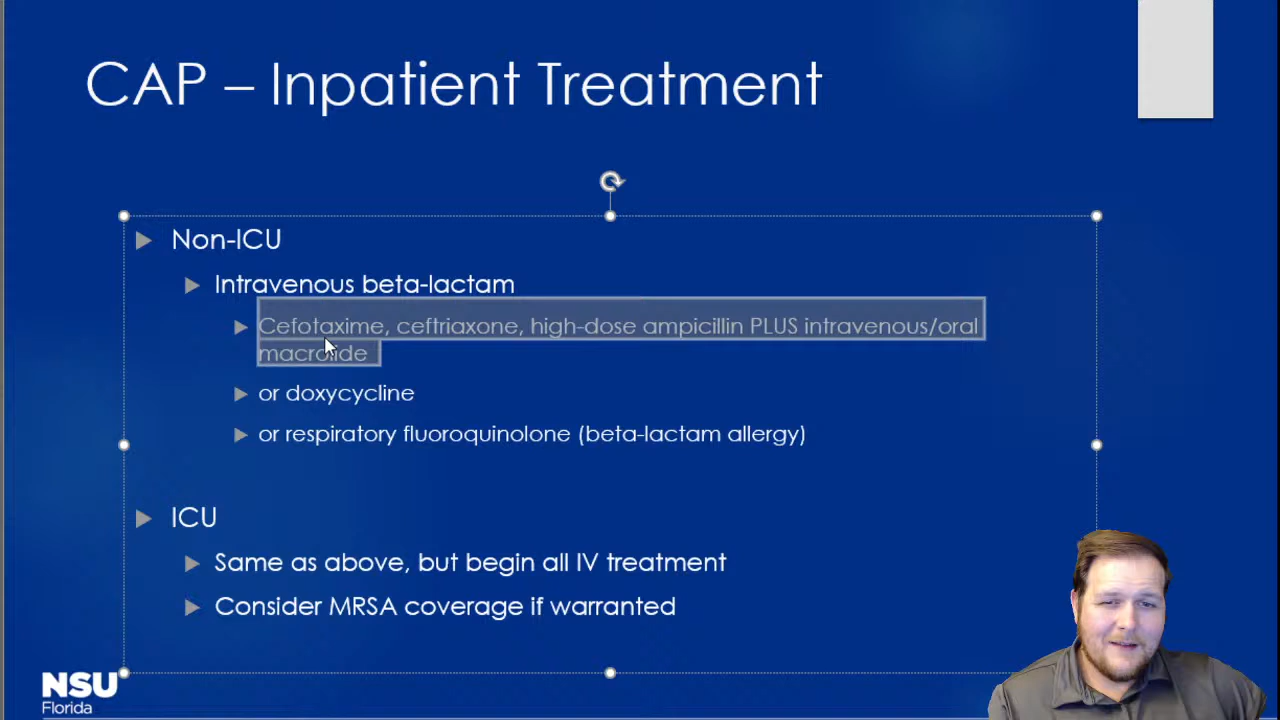 CAP – Inpatient Treatment
Non-ICU
Intravenous beta-lactam
Cefotaxime, ceftriaxone, high-dose ampicillin PLUS intravenous/oral
macrolide
or doxycycline
or respiratory fluoroquinolone (beta-lactam allergy)
ICU
Same as above, but begin all IV treatment
Consider MRSA coverage if warranted
NSU
Florida